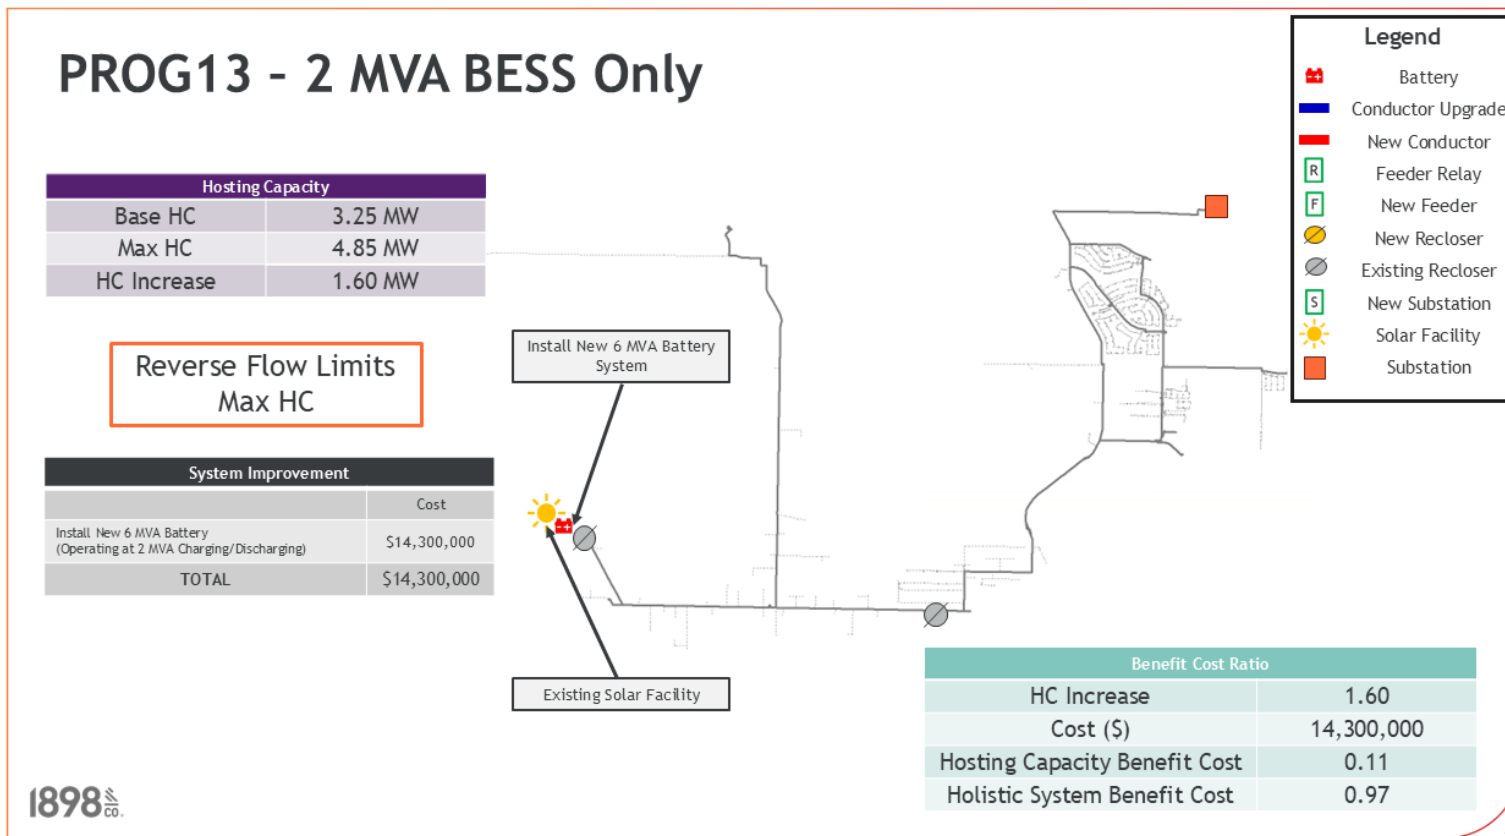 PROG13 – 2 MVA BESS Only
Legend
Battery
Conductor Upgrade
New Conductor
R Feeder Relay
F New Feeder
New Recloser
Existing Recloser
S New Substation
Solar Facility
Substation
Hosting Capacity
Base HC 3.25 MW
Max HC 4.85 MW
HC Increase 1.60 MW
Reverse Flow Limits
Max HC
Install New 6 MVA Battery
System
System Improvement
Cost
Install New 6 MVA Battery
(Operating at 2 MVA Charging/Discharging) $14,300,000
TOTAL $14,300,000
Existing Solar Facility
Benefit Cost Ratio
HC Increase 1.60
Cost ($) 14,300,000
Hosting Capacity Benefit Cost 0.11
Holistic System Benefit Cost 0.97
1898 & CO.